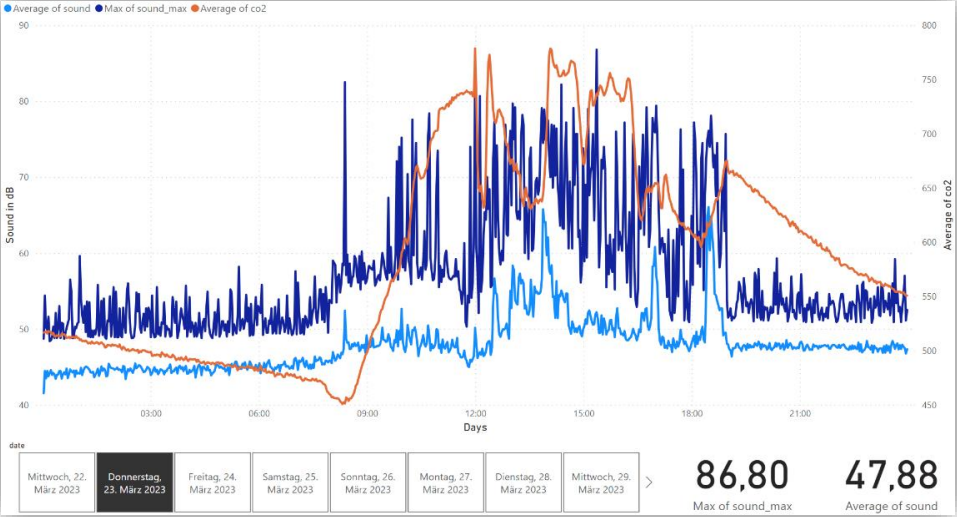 Average of sound Max of sound_max Average of co2
90
80
70
60
50
40
Sound in dB
800
750
700
650
600
550
500
450
Average of co2
03:00 06:00 09:00 12:00 15:00 18:00 21:00
Days
date
Mittwoch, 22.
März 2023
Donnerstag,
23. März 2023
Freitag, 24.
März 2023
Samstag, 25.
März 2023
Sonntag, 26.
März 2023
Montag, 27.
März 2023
Dienstag, 28.
März 2023
Mittwoch, 29.
März 2023
86,80
Max of sound_max
47,88
Average of sound